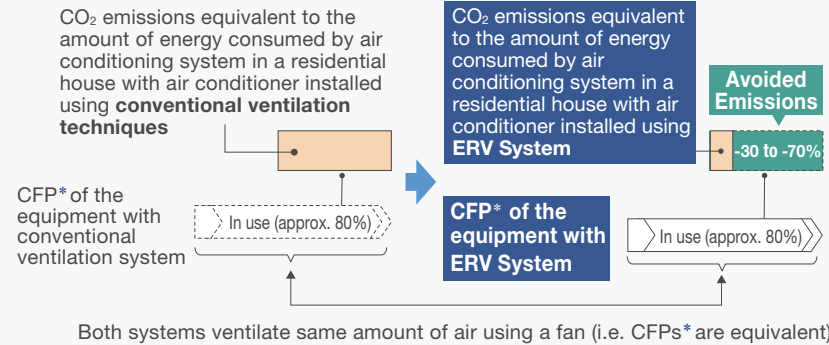 CO₂ emissions equivalent to the
amount of energy consumed by air
conditioning system in a residential
house with air conditioner installed
using conventional ventilation
techniques
CO₂ emissions equivalent
to the amount of energy
consumed by air
conditioning system in a
residential house with air
conditioner installed using
ERV System
Avoided
Emissions
-30 to -70%
CFP* of the
equipment with
conventional
ventilation system
In use (approx. 80%)
CFP* of the
equipment with
ERV System
In use (approx. 80%)
Both systems ventilate same amount of air using a fan (i.e. CFPs* are equivalent)